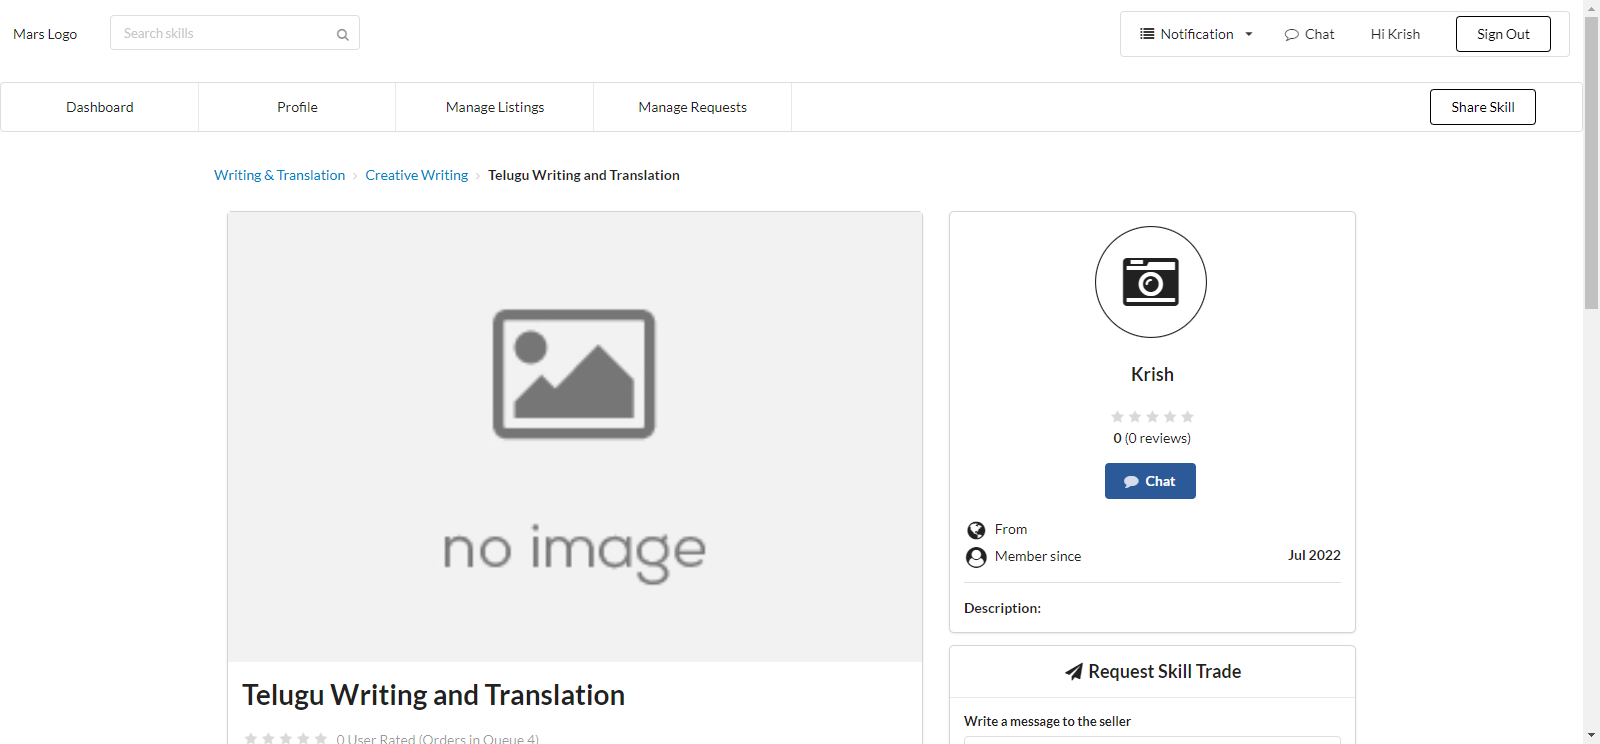 Mars Logo
Search skills
Notification
Chat
Hi Krish
Sign Out
Dashboard
Profile
Manage Listings
Manage Requests
Share Skill
Writing & Translation › Creative Writing › Telugu Writing and Translation
no image
Telugu Writing and Translation
0 User Rated (Orders in Queue 4)
Krish
0 (0 reviews)
Chat
From
Member since Jul 2022
Description:
Request Skill Trade
Write a message to the seller